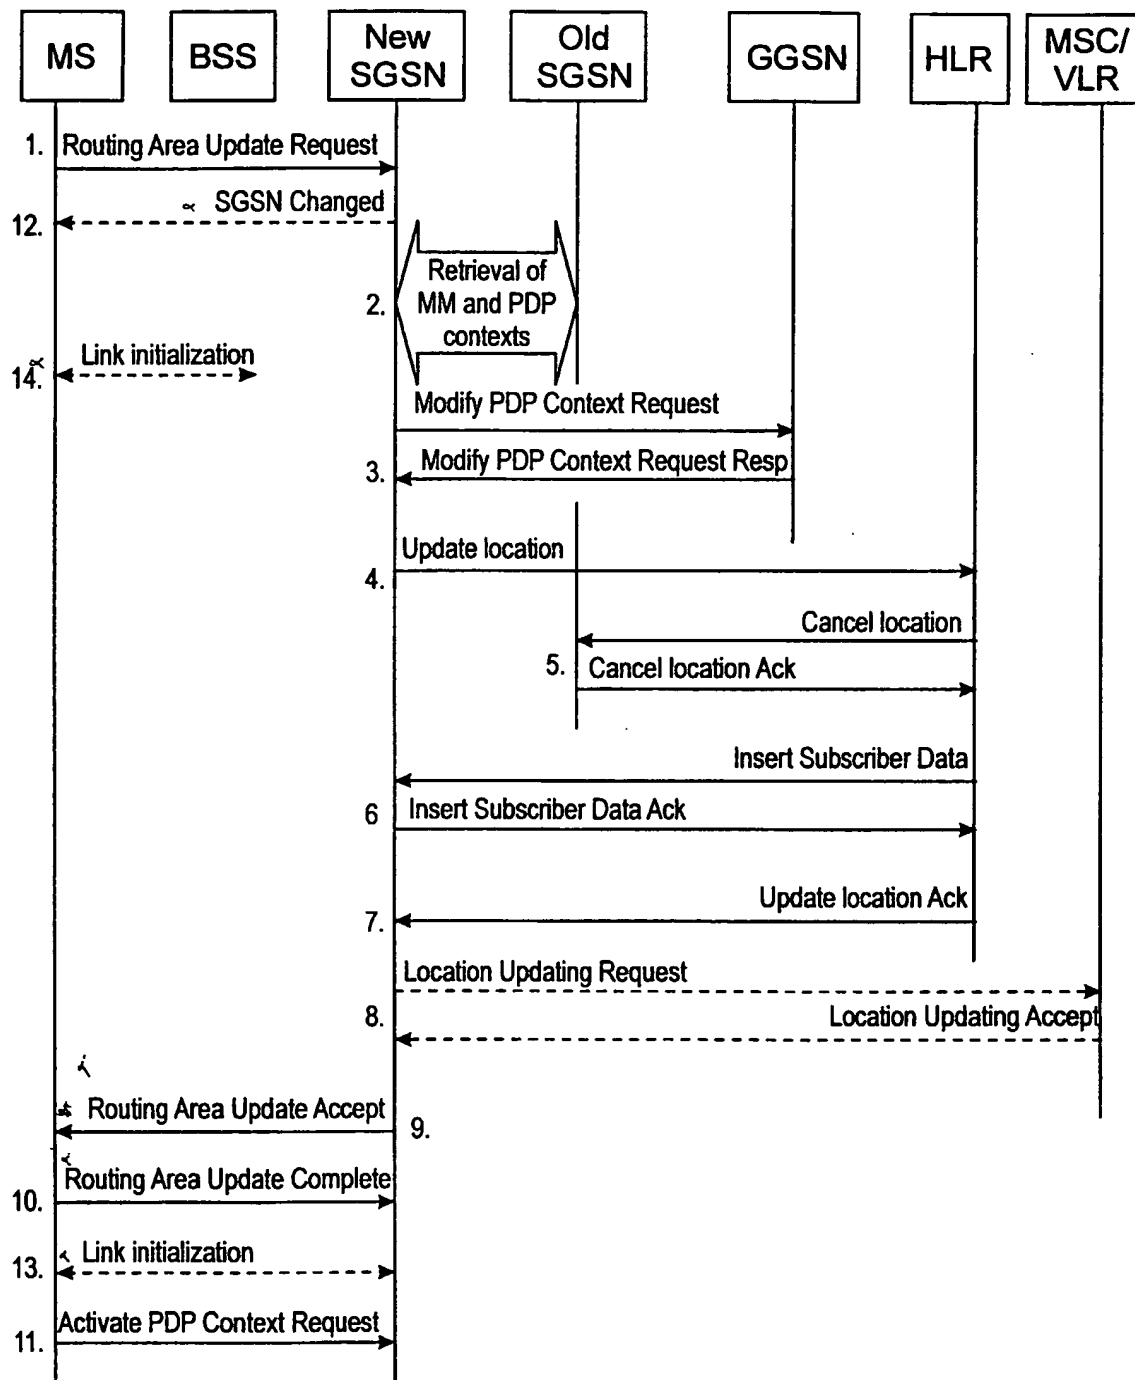 MS
BSS
New
SGSN
Old
SGSN
GGSN
HLR
MSC/
VLR
1. Routing Area Update Request
SGSN Changed
12.
Retrieval of
2. MM and PDP
contexts
Link initialization
14.
Modify PDP Context Request
Modify PDP Context Request Resp
3.
Update location
4.
Cancel location
5. Cancel location Ack
Insert Subscriber Data
6 Insert Subscriber Data Ack
Update location Ack
7.
Location Updating Request
8. Location Updating Accept
Routing Area Update Accept 9.
Routing Area Update Complete
10.
Link initialization
13.
Activate PDP Context Request
11.